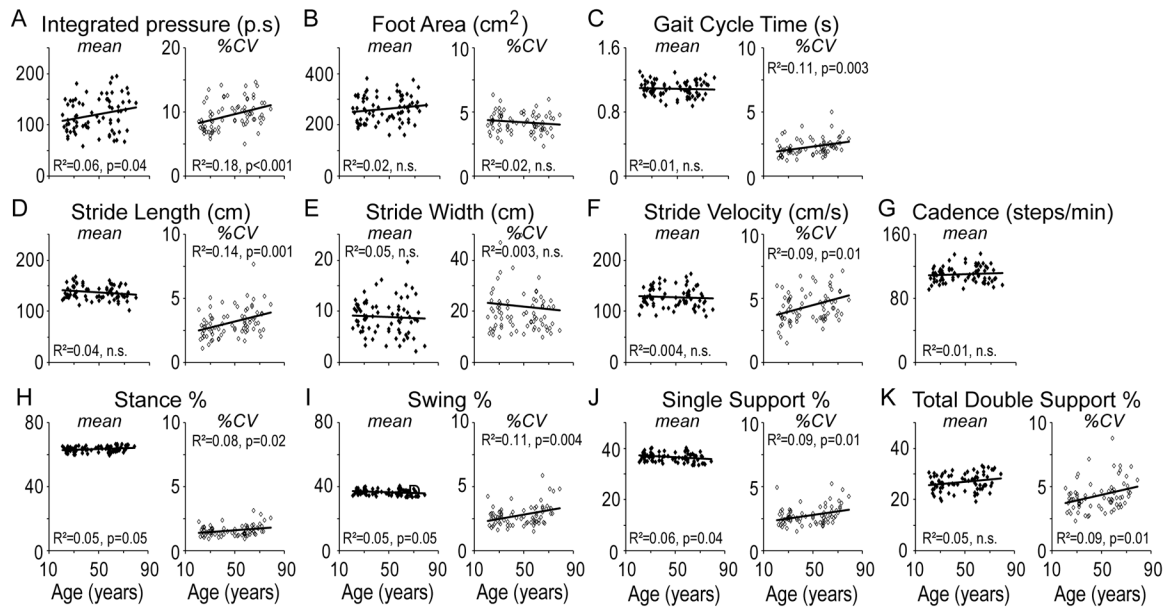 A Integrated pressure (p.s) B Foot Area (cm2) C Gait Cycle Time (s)
mean %CV mean %CV mean %CV
200 20 400 10 1.6 10
150 300
100 10 200 5 0.8 5
50 100
0 0 0 0 0 0
R²=0.06, p=0.04 R²=0.18, p<0.001 R²=0.02, n.s. R²=0.02, n.s. R²=0.01, n.s. R²=0.11, p=0.003
D Stride Length (cm) E Stride Width (cm) F Stride Velocity (cm/s) G Cadence (steps/min)
mean %CV mean %CV mean %CV mean
200 10 20 40 200 10 160
100 5 10 20 100 5 80
0 0 0 0 0 0 0
R²=0.04, n.s. R²=0.14, p=0.001 R²=0.05, n.s. R²=0.003, n.s. R²=0.004, n.s. R²=0.09, p=0.01 R²=0.01, n.s.
H Stance % I Swing % J Single Support % K Total Double Support %
mean %CV mean %CV mean %CV mean %CV
80 10 80 10 40 10 40 10
40 5 40 5 20 5 20 5
0 0 0 0 0 0 0 0
R²=0.05, p=0.05 R²=0.08, p=0.02 R²=0.05, p=0.05 R²=0.11, p=0.004 R²=0.06, p=0.04 R²=0.09, p=0.01 R²=0.05, n.s. R²=0.09, p=0.01
10 50 90 10 50 90 10 50 90 10 50 90 10 50 90 10 50 90 10 50 90 10 50 90
Age (years) Age (years) Age (years) Age (years) Age (years) Age (years) Age (years) Age (years)